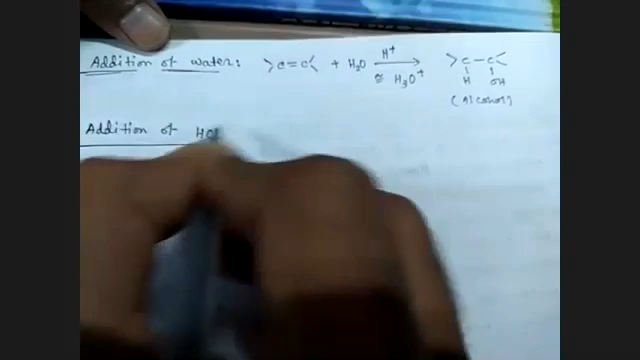 Addition of water: >C=C< + H₂O H⁺ or H₃O⁺ → >C-C<
H OH
(Alcohol)
Addition of